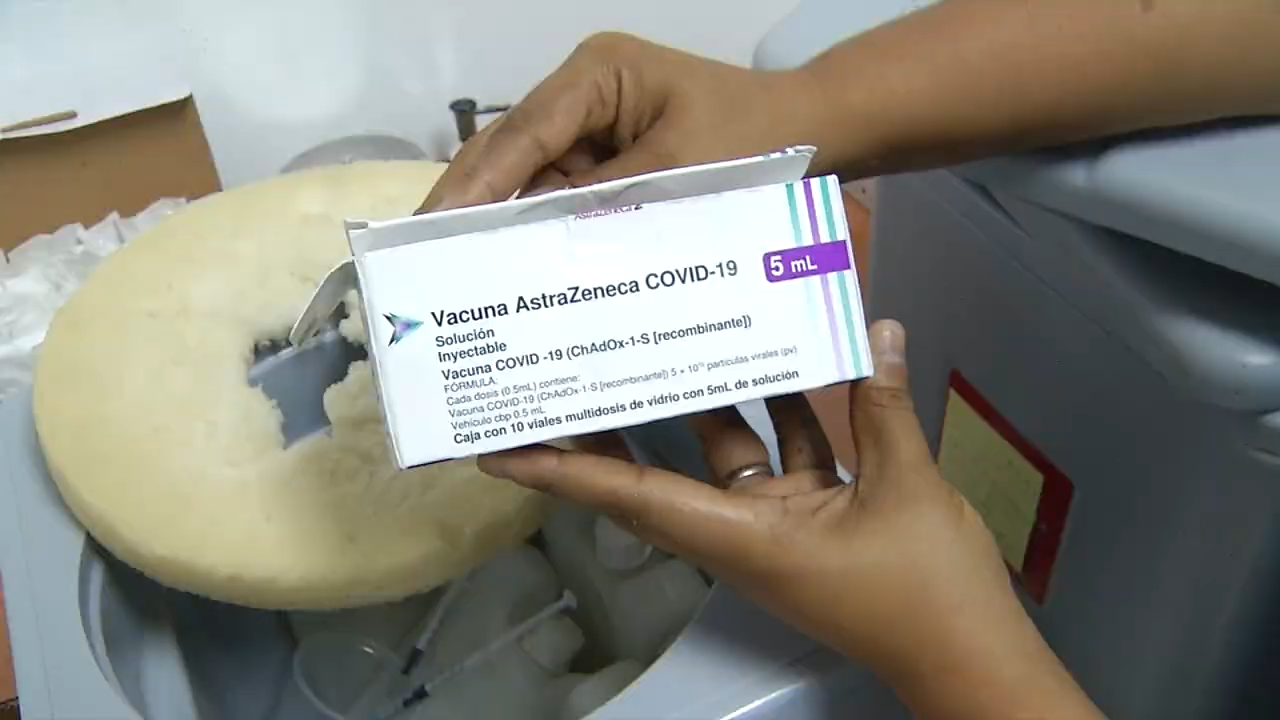 AstraZeneca
Vacuna AstraZeneca COVID-19
5 mL
Solución
Inyectable
Vacuna COVID -19 (ChAdOx-1-S [recombinante])
FÓRMULA:
Cada dosis (0.5mL) contiene:
Vacuna COVID-19 (ChAdOx-1-S [recombinante]) 5 × 10¹⁰ partículas virales (pv)
Vehículo cbp 0.5 mL
Caja con 10 viales multidosis de vidrio con 5mL de solución